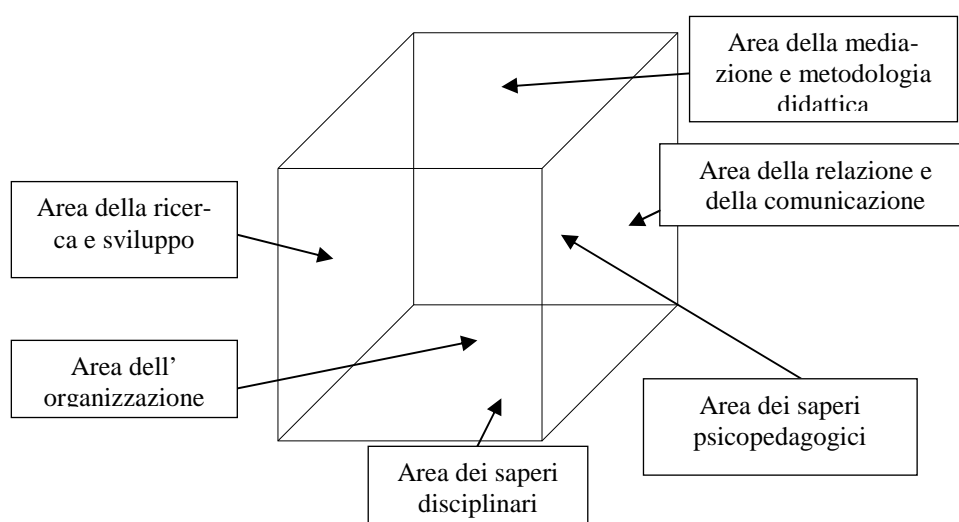 Area della media-
zione e metodologia
didattica
Area della relazione e
della comunicazione
Area della ricer-
ca e sviluppo
Area dell’
organizzazione
Area dei saperi
psicopedagogici
Area dei saperi
disciplinari